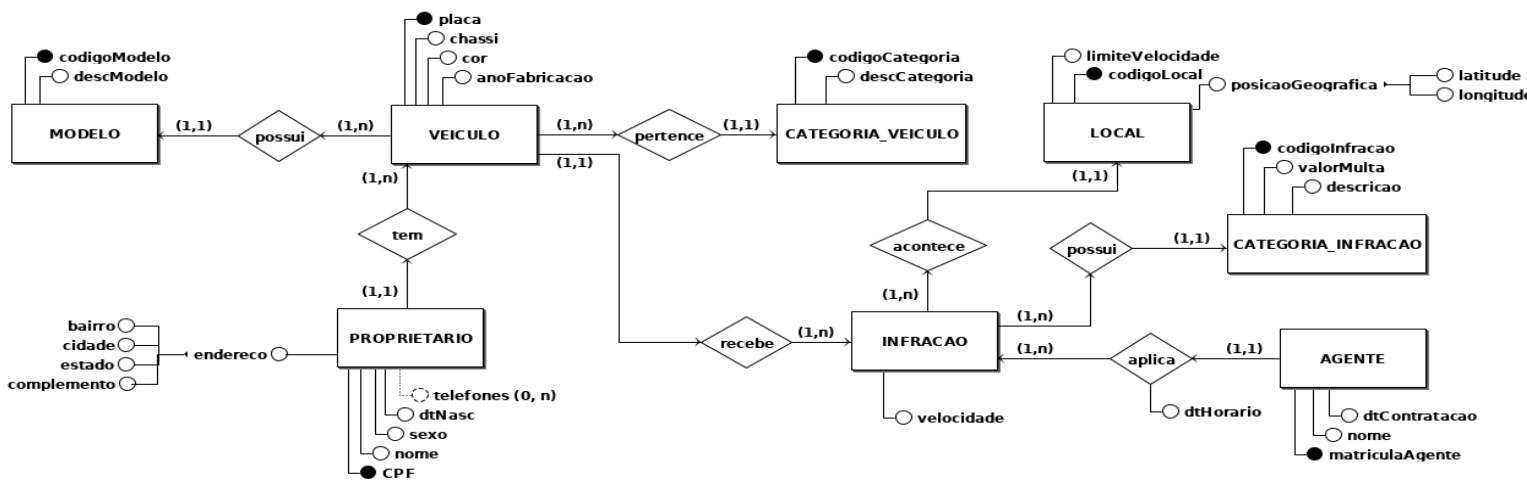 placa
chassi
cor
anoFabricacao
codigoModelo
descModelo
codigoCategoria
descCategoria
limiteVelocidade
codigoLocal
posicaoGeografica
latitude
longitude
MODELO
(1,1)
possui
(1,n)
VEICULO
(1,n)
pertence
(1,1)
CATEGORIA_VEICULO
LOCAL
(1,1)
(1,n)
(1,1)
codigoInfracao
valorMulta
descricao
tem
acontece
possui
(1,1)
CATEGORIA_INFRACAO
(1,1)
(1,n)
bairro
cidade
estado
complemento
endereco
PROPRIETARIO
recebe
(1,n)
INFRACAO
(1,n)
(1,n)
aplica
(1,1)
AGENTE
telefones (0, n)
dtNasc
sexo
nome
CPF
velocidade
dtHorario
dtContratacao
nome
matriculaAgente